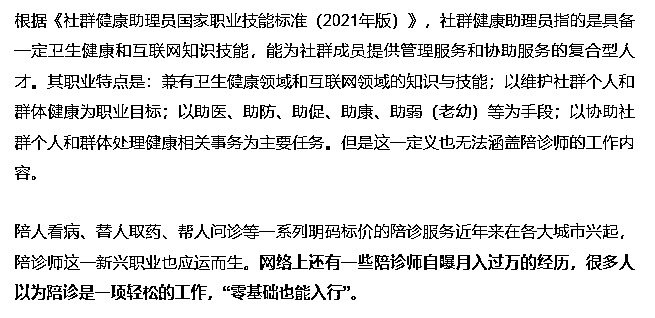 根据《社群健康助理员国家职业技能标准（2021年版）》，社群健康助理员指的是具备
一定卫生健康和互联网知识技能，能为社群成员提供管理服务和协助服务的复合型人
才。其职业特点是：兼有卫生健康领域和互联网领域的知识与技能；以维护社群个人和
群体健康为职业目标；以助医、助防、助促、助康、助弱（老幼）等为手段；以协助社
群个人和群体处理健康相关事务为主要任务。但是这一定义也无法涵盖陪诊师的工作内
容。
陪人看病、替人取药、帮人问诊等一系列明码标价的陪诊服务近年来在各大城市兴起，
陪诊师这一新兴职业也应运而生。网络上还有一些陪诊师自曝月入过万的经历，很多人
以为陪诊是一项轻松的工作，“零基础也能入行”。